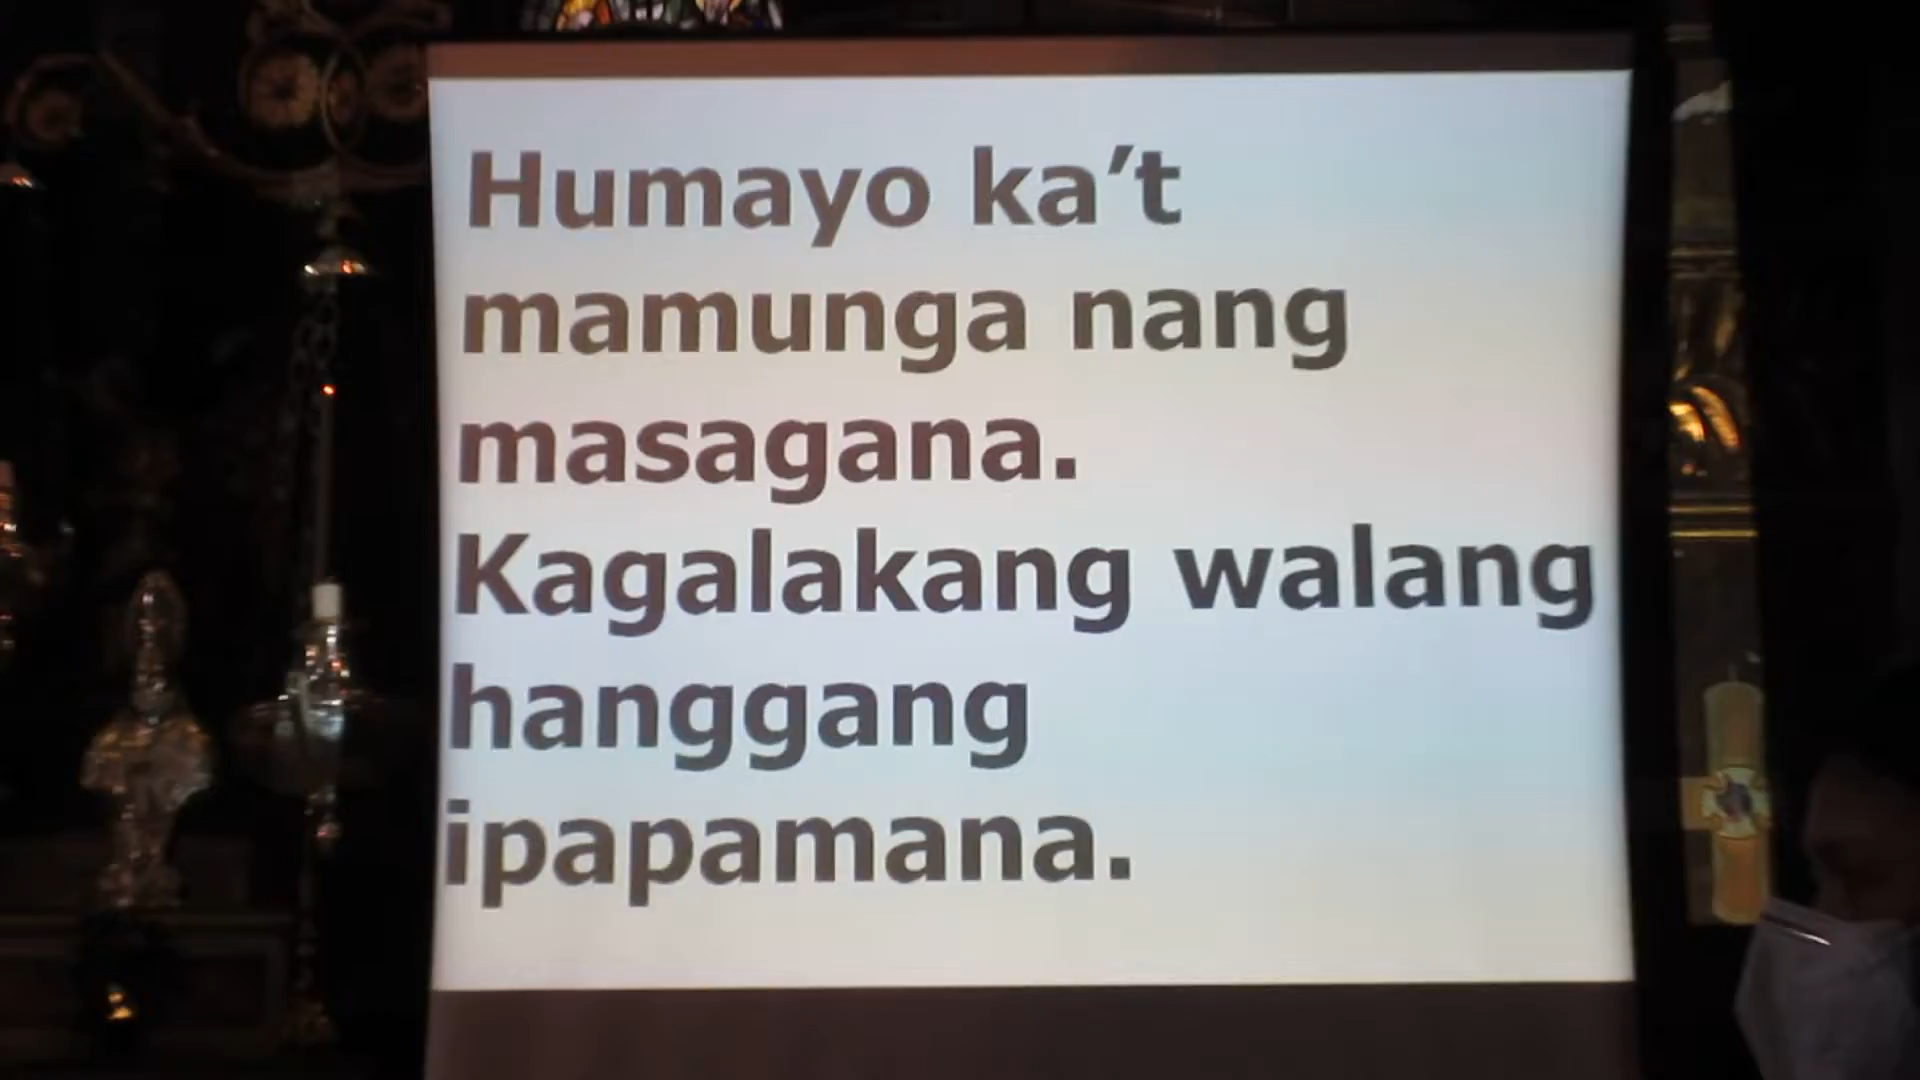 Humayo ka’t
mamunga nang
masagana.
Kagalakang walang
hanggang
ipapamana.